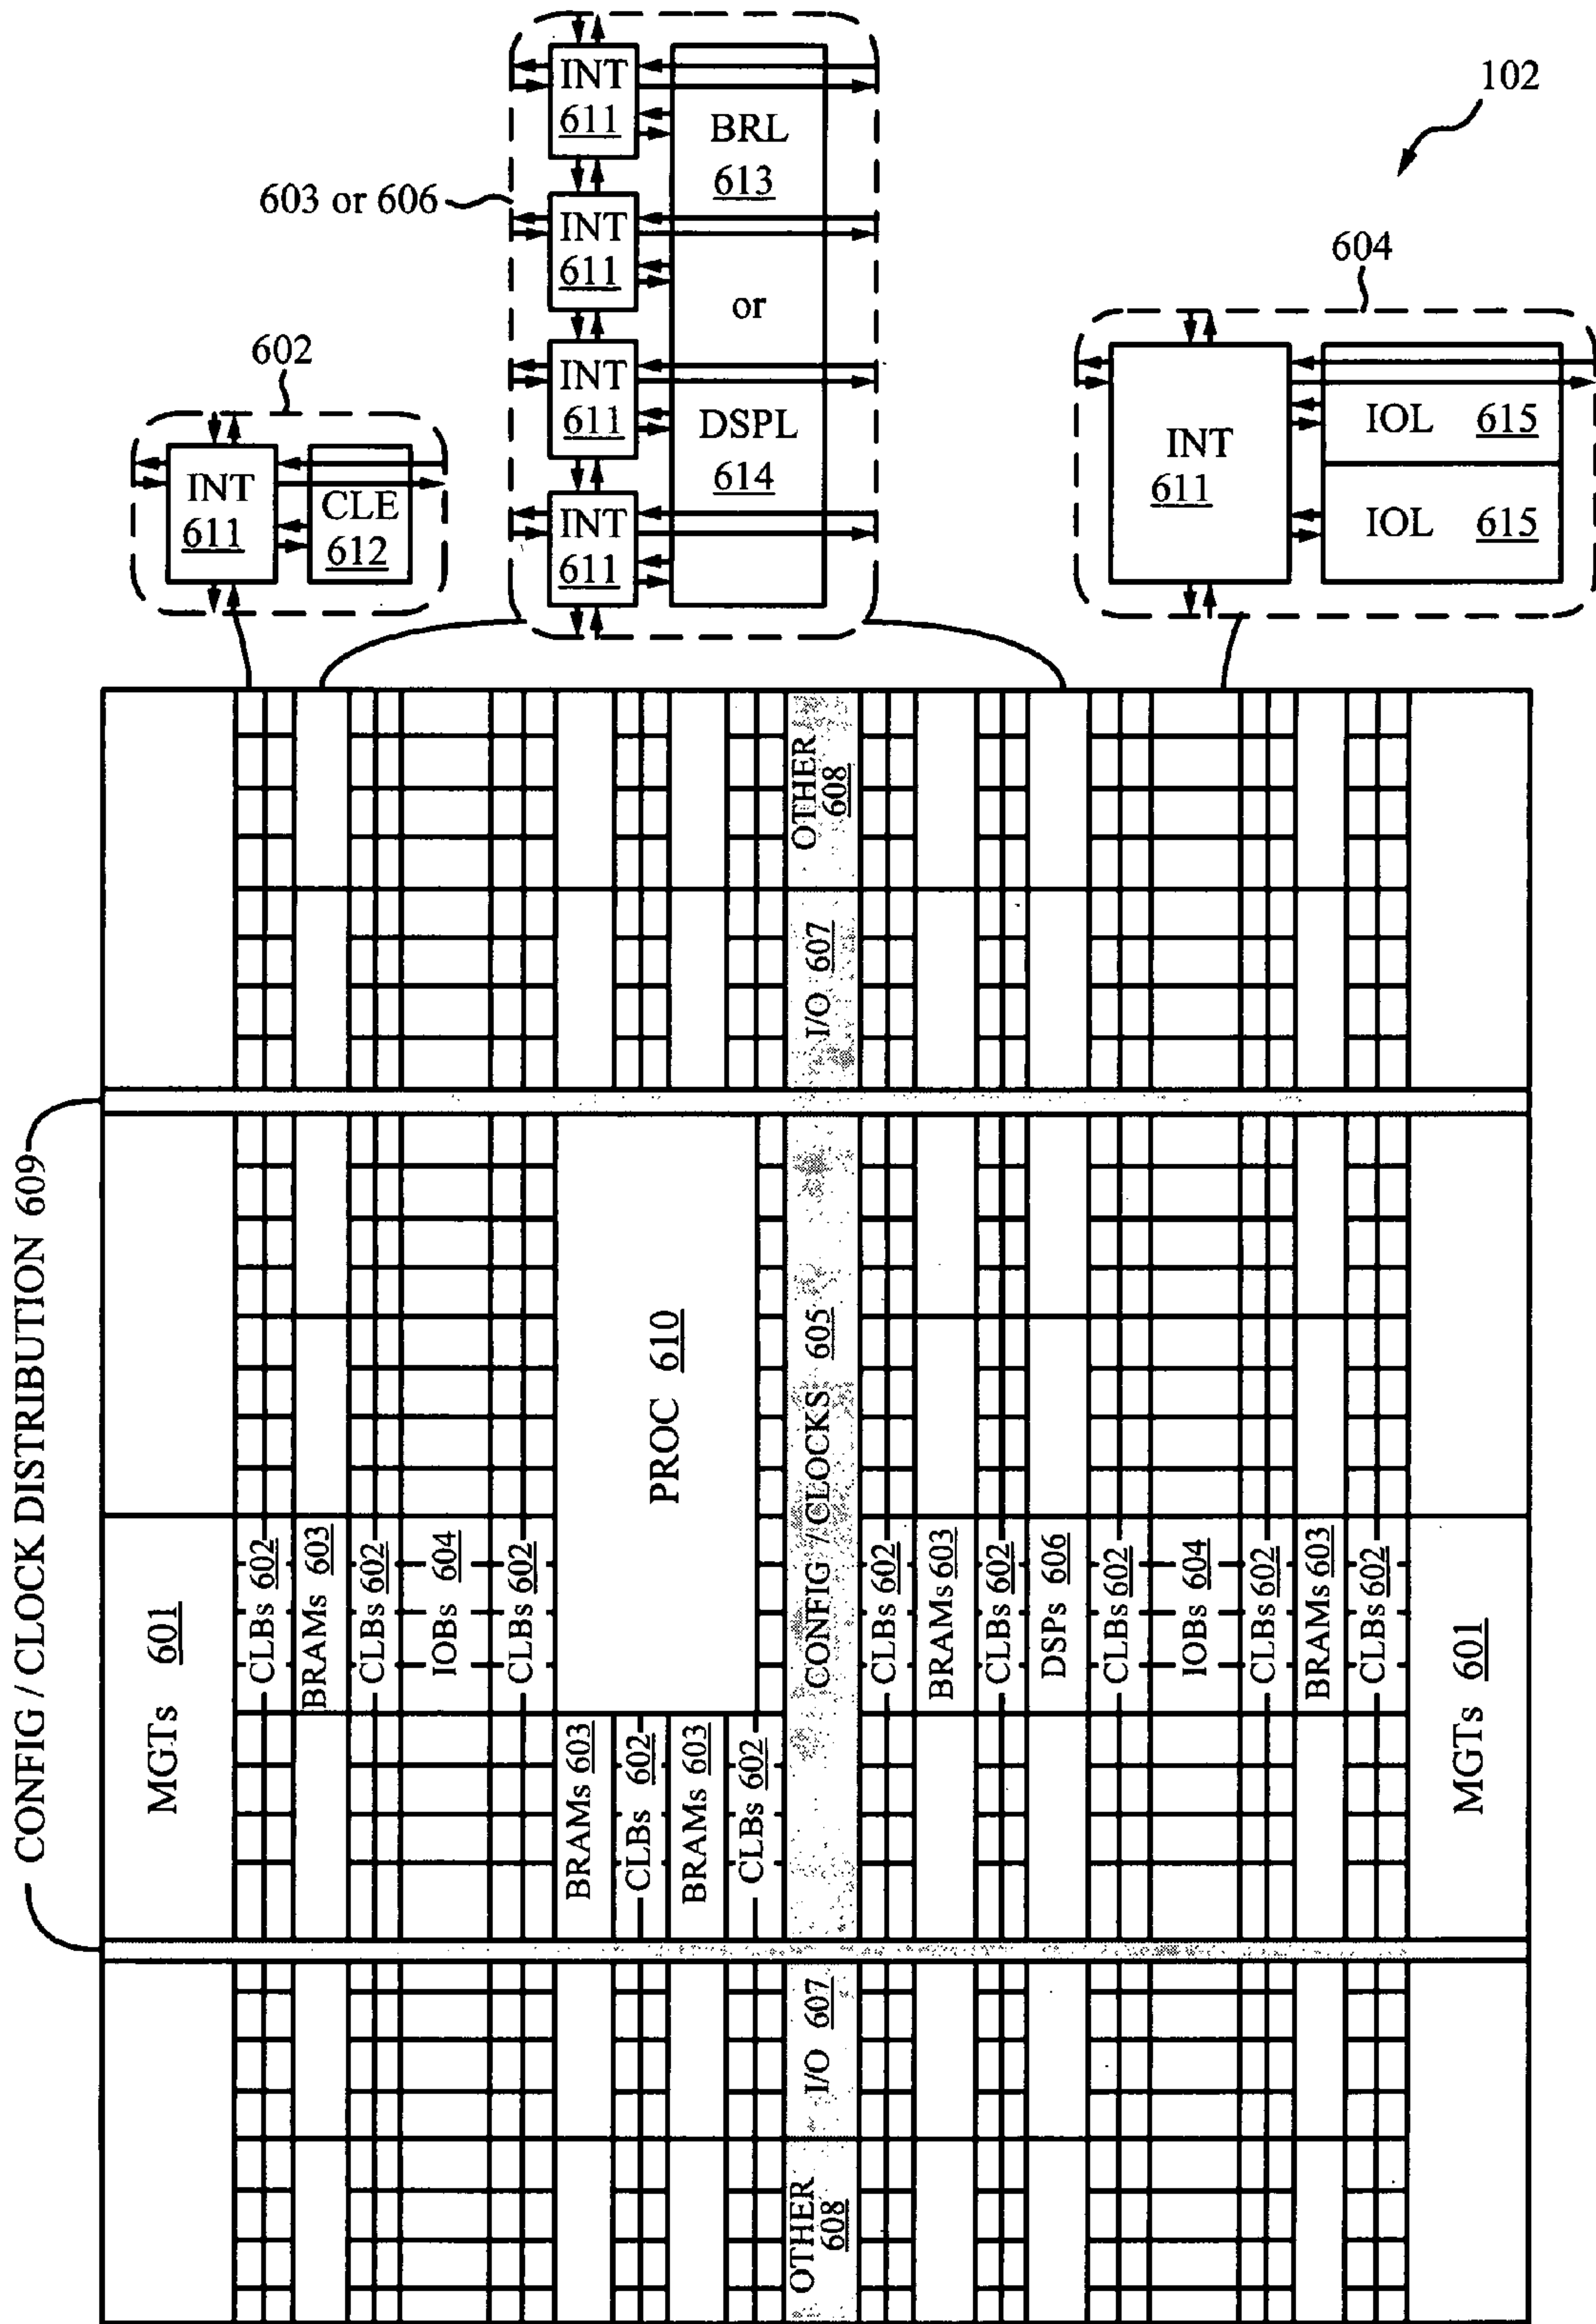 102
603 or 606
INT
611
INT
611
INT
611
INT
611
BRL
613
or
DSPL
614
604
INT
611
IOL 615
IOL 615
602
INT
611
CLE
612
OTHER
608
I/O 607
CONFIG / CLOCK DISTRIBUTION 609
PROC 610
CONFIG / CLOCKS 605
MGTs 601
CLBs 602
BRAMs 603
CLBs 602
IOBs 604
CLBs 602
BRAMs 603
CLBs 602
BRAMs 603
CLBs 602
CLBs 602
BRAMs 603
CLBs 602
DSPs 606
CLBs 602
IOBs 604
CLBs 602
BRAMs 603
CLBs 602
MGTs 601
I/O 607
OTHER
608